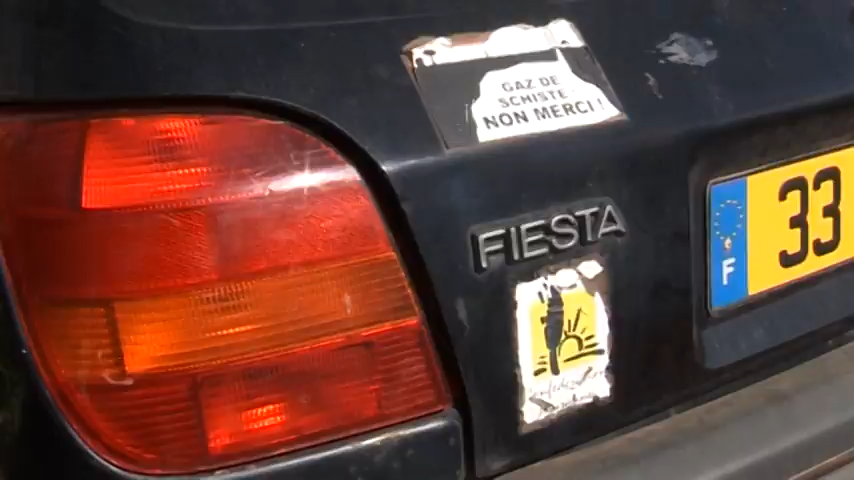 GAZ DE
SCHISTE
NON MERCI !
FIESTA
F
33